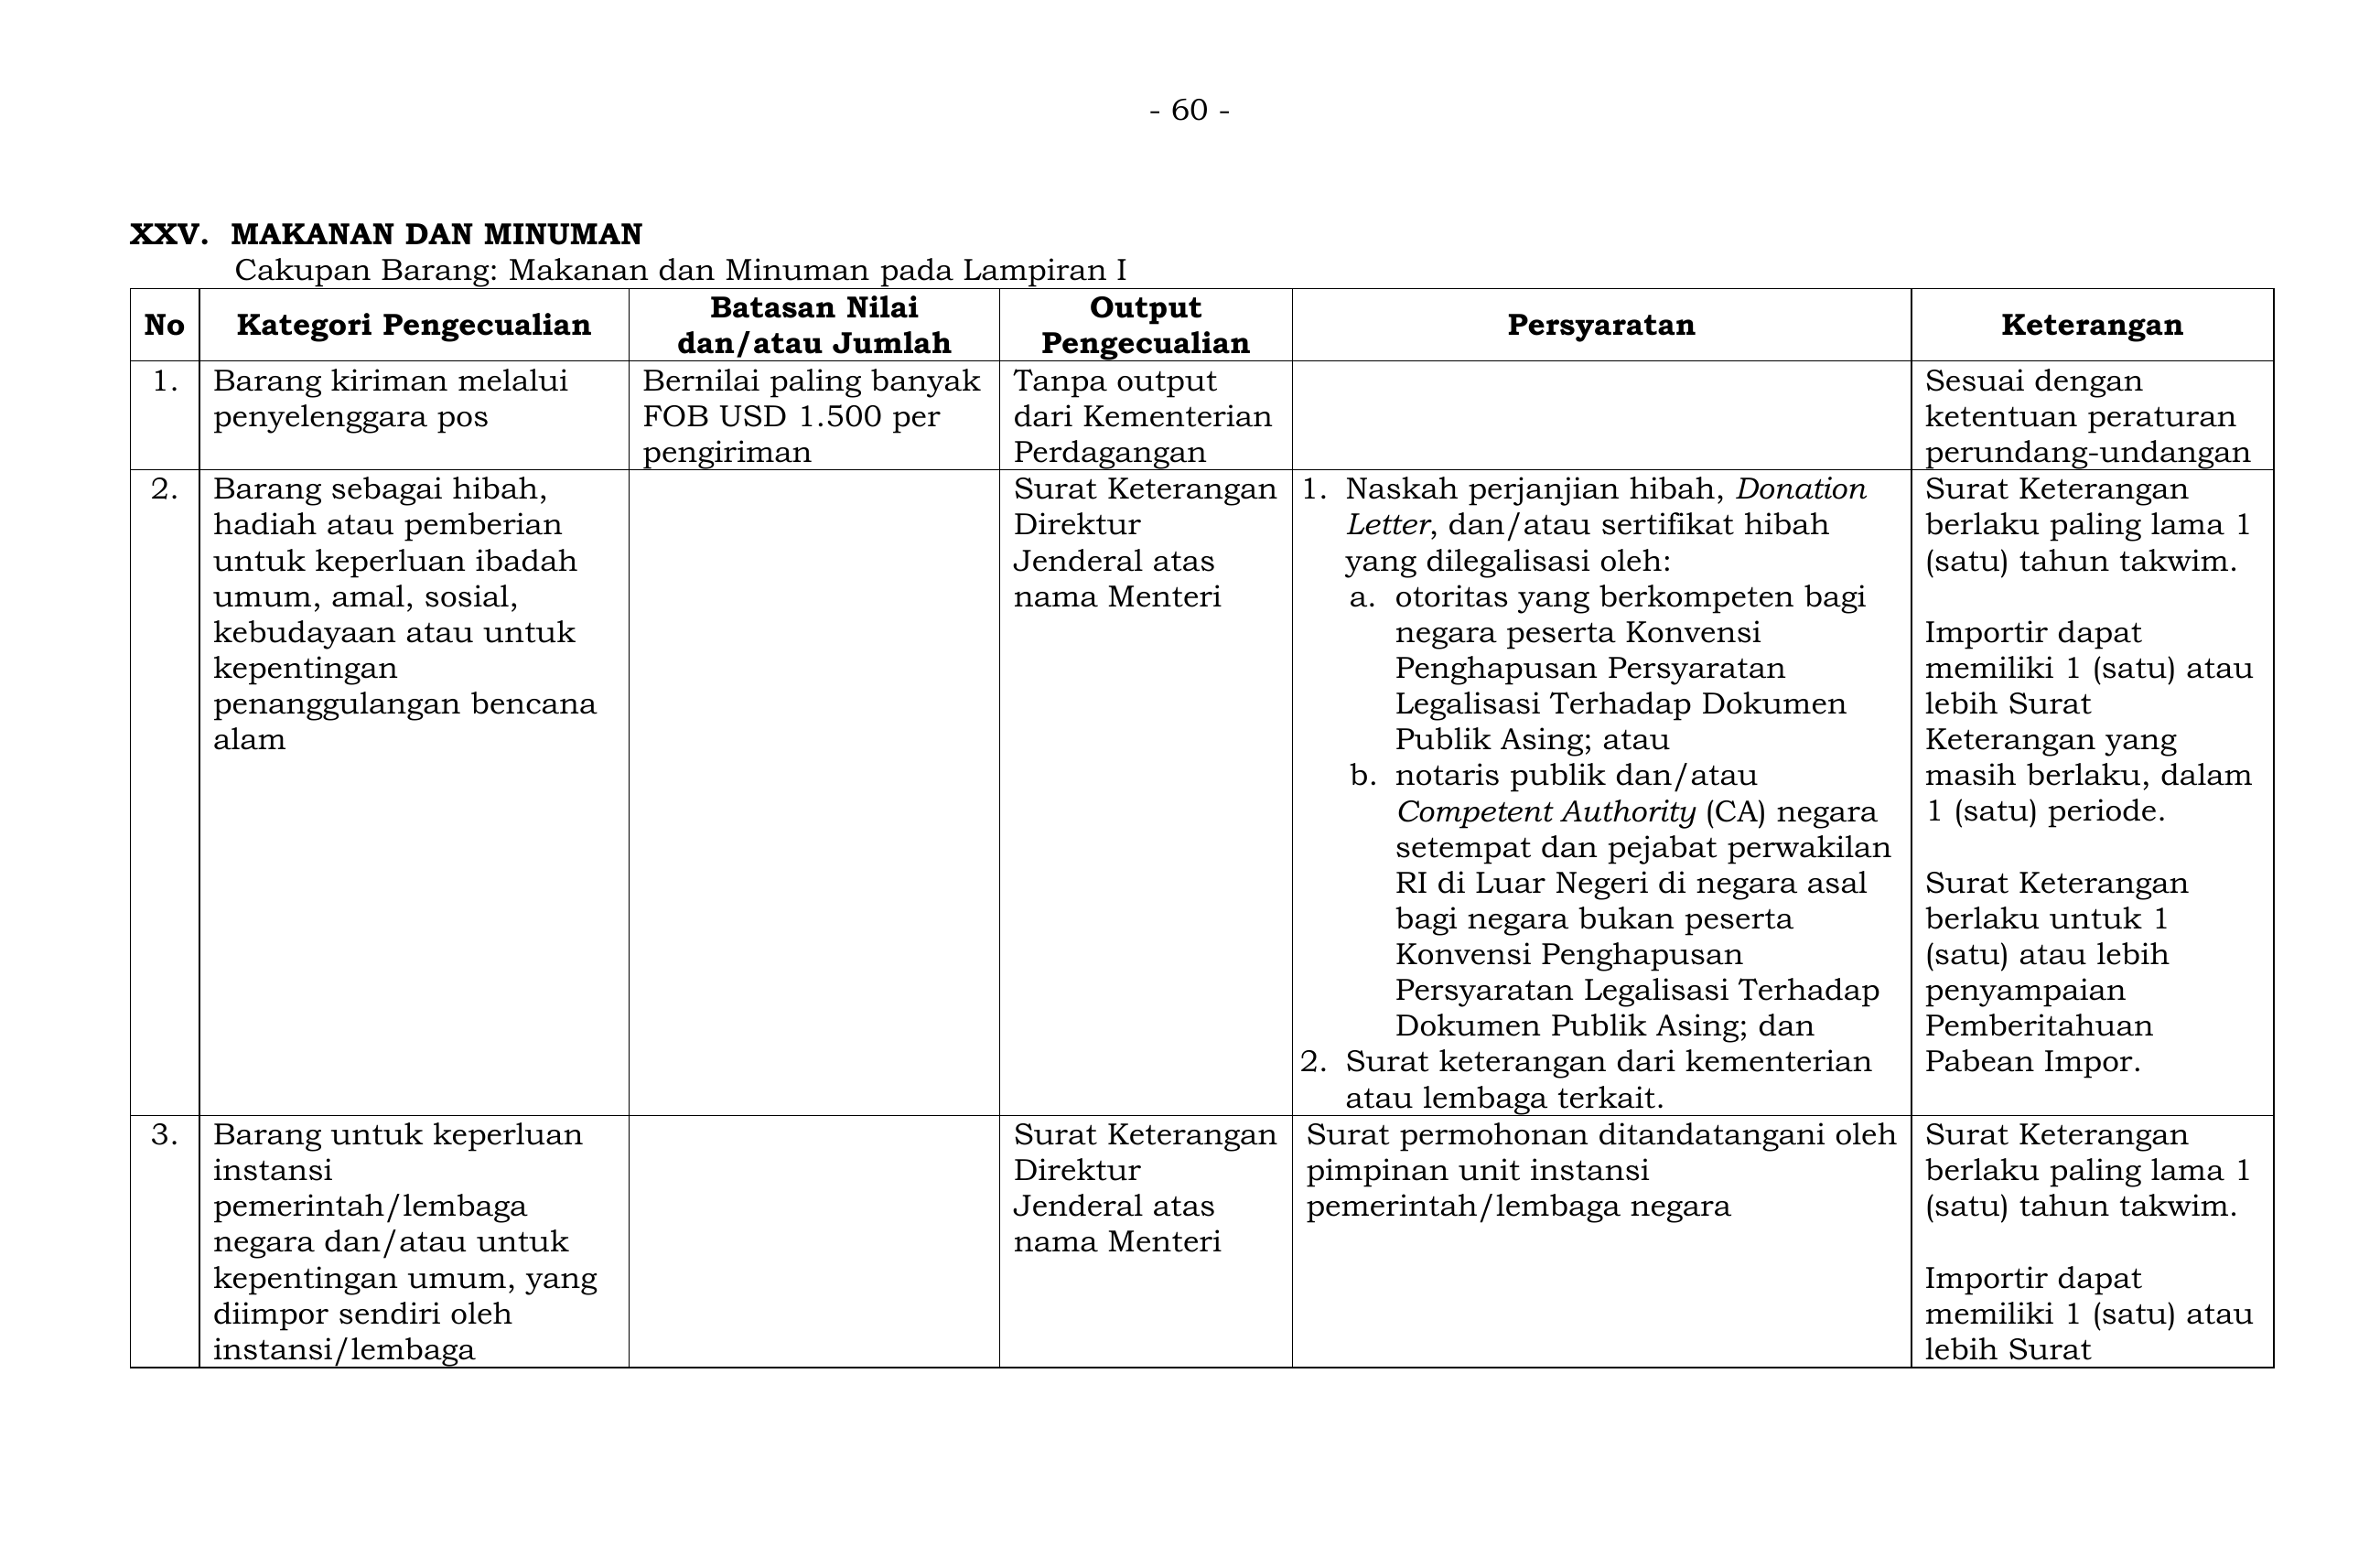 - 60 -
XXV. MAKANAN DAN MINUMAN
Cakupan Barang: Makanan dan Minuman pada Lampiran I
No
Kategori Pengecualian
Batasan Nilai
dan/atau Jumlah
Output
Pengecualian
Persyaratan
Keterangan
1.
Barang kiriman melalui
penyelenggara pos
Bernilai paling banyak
FOB USD 1.500 per
pengiriman
Tanpa output
dari Kementerian
Perdagangan
Sesuai dengan
ketentuan peraturan
perundang-undangan
2.
Barang sebagai hibah,
hadiah atau pemberian
untuk keperluan ibadah
umum, amal, sosial,
kebudayaan atau untuk
kepentingan
penanggulangan bencana
alam
Surat Keterangan
Direktur
Jenderal atas
nama Menteri
1. Naskah perjanjian hibah, Donation
Letter, dan/atau sertifikat hibah
yang dilegalisasi oleh:
a. otoritas yang berkompeten bagi
negara peserta Konvensi
Penghapusan Persyaratan
Legalisasi Terhadap Dokumen
Publik Asing; atau
b. notaris publik dan/atau
Competent Authority (CA) negara
setempat dan pejabat perwakilan
RI di Luar Negeri di negara asal
bagi negara bukan peserta
Konvensi Penghapusan
Persyaratan Legalisasi Terhadap
Dokumen Publik Asing; dan
2. Surat keterangan dari kementerian
atau lembaga terkait.
Surat Keterangan
berlaku paling lama 1
(satu) tahun takwim.
Importir dapat
memiliki 1 (satu) atau
lebih Surat
Keterangan yang
masih berlaku, dalam
1 (satu) periode.
Surat Keterangan
berlaku untuk 1
(satu) atau lebih
penyampaian
Pemberitahuan
Pabean Impor.
3.
Barang untuk keperluan
instansi
pemerintah/lembaga
negara dan/atau untuk
kepentingan umum, yang
diimpor sendiri oleh
instansi/lembaga
Surat Keterangan
Direktur
Jenderal atas
nama Menteri
Surat permohonan ditandatangani oleh
pimpinan unit instansi
pemerintah/lembaga negara
Surat Keterangan
berlaku paling lama 1
(satu) tahun takwim.
Importir dapat
memiliki 1 (satu) atau
lebih Surat